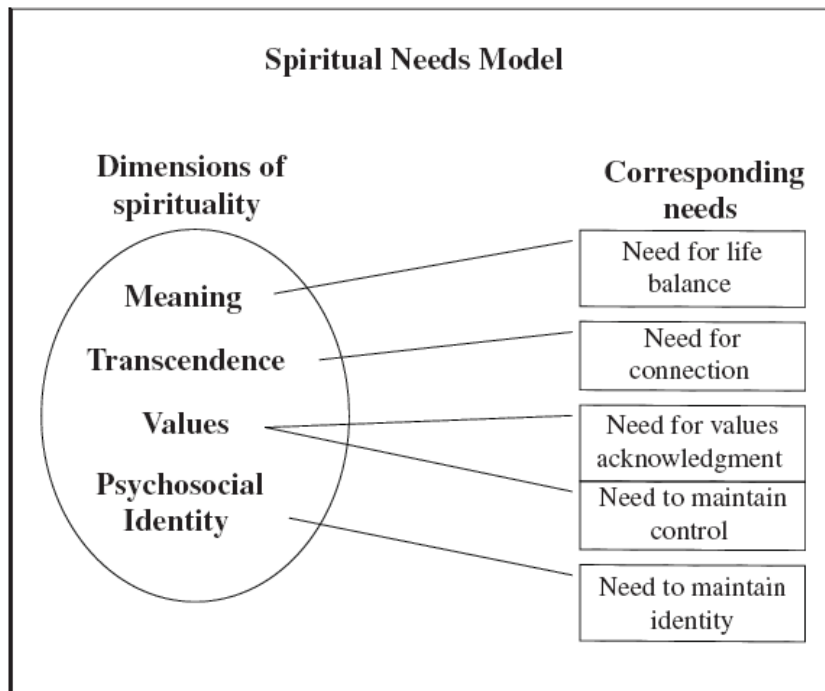 Spiritual Needs Model
Dimensions of
spirituality
Meaning
Transcendence
Values
Psychosocial
Identity
Corresponding
needs
Need for life
balance
Need for
connection
Need for values
acknowledgment
Need to maintain
control
Need to maintain
identity